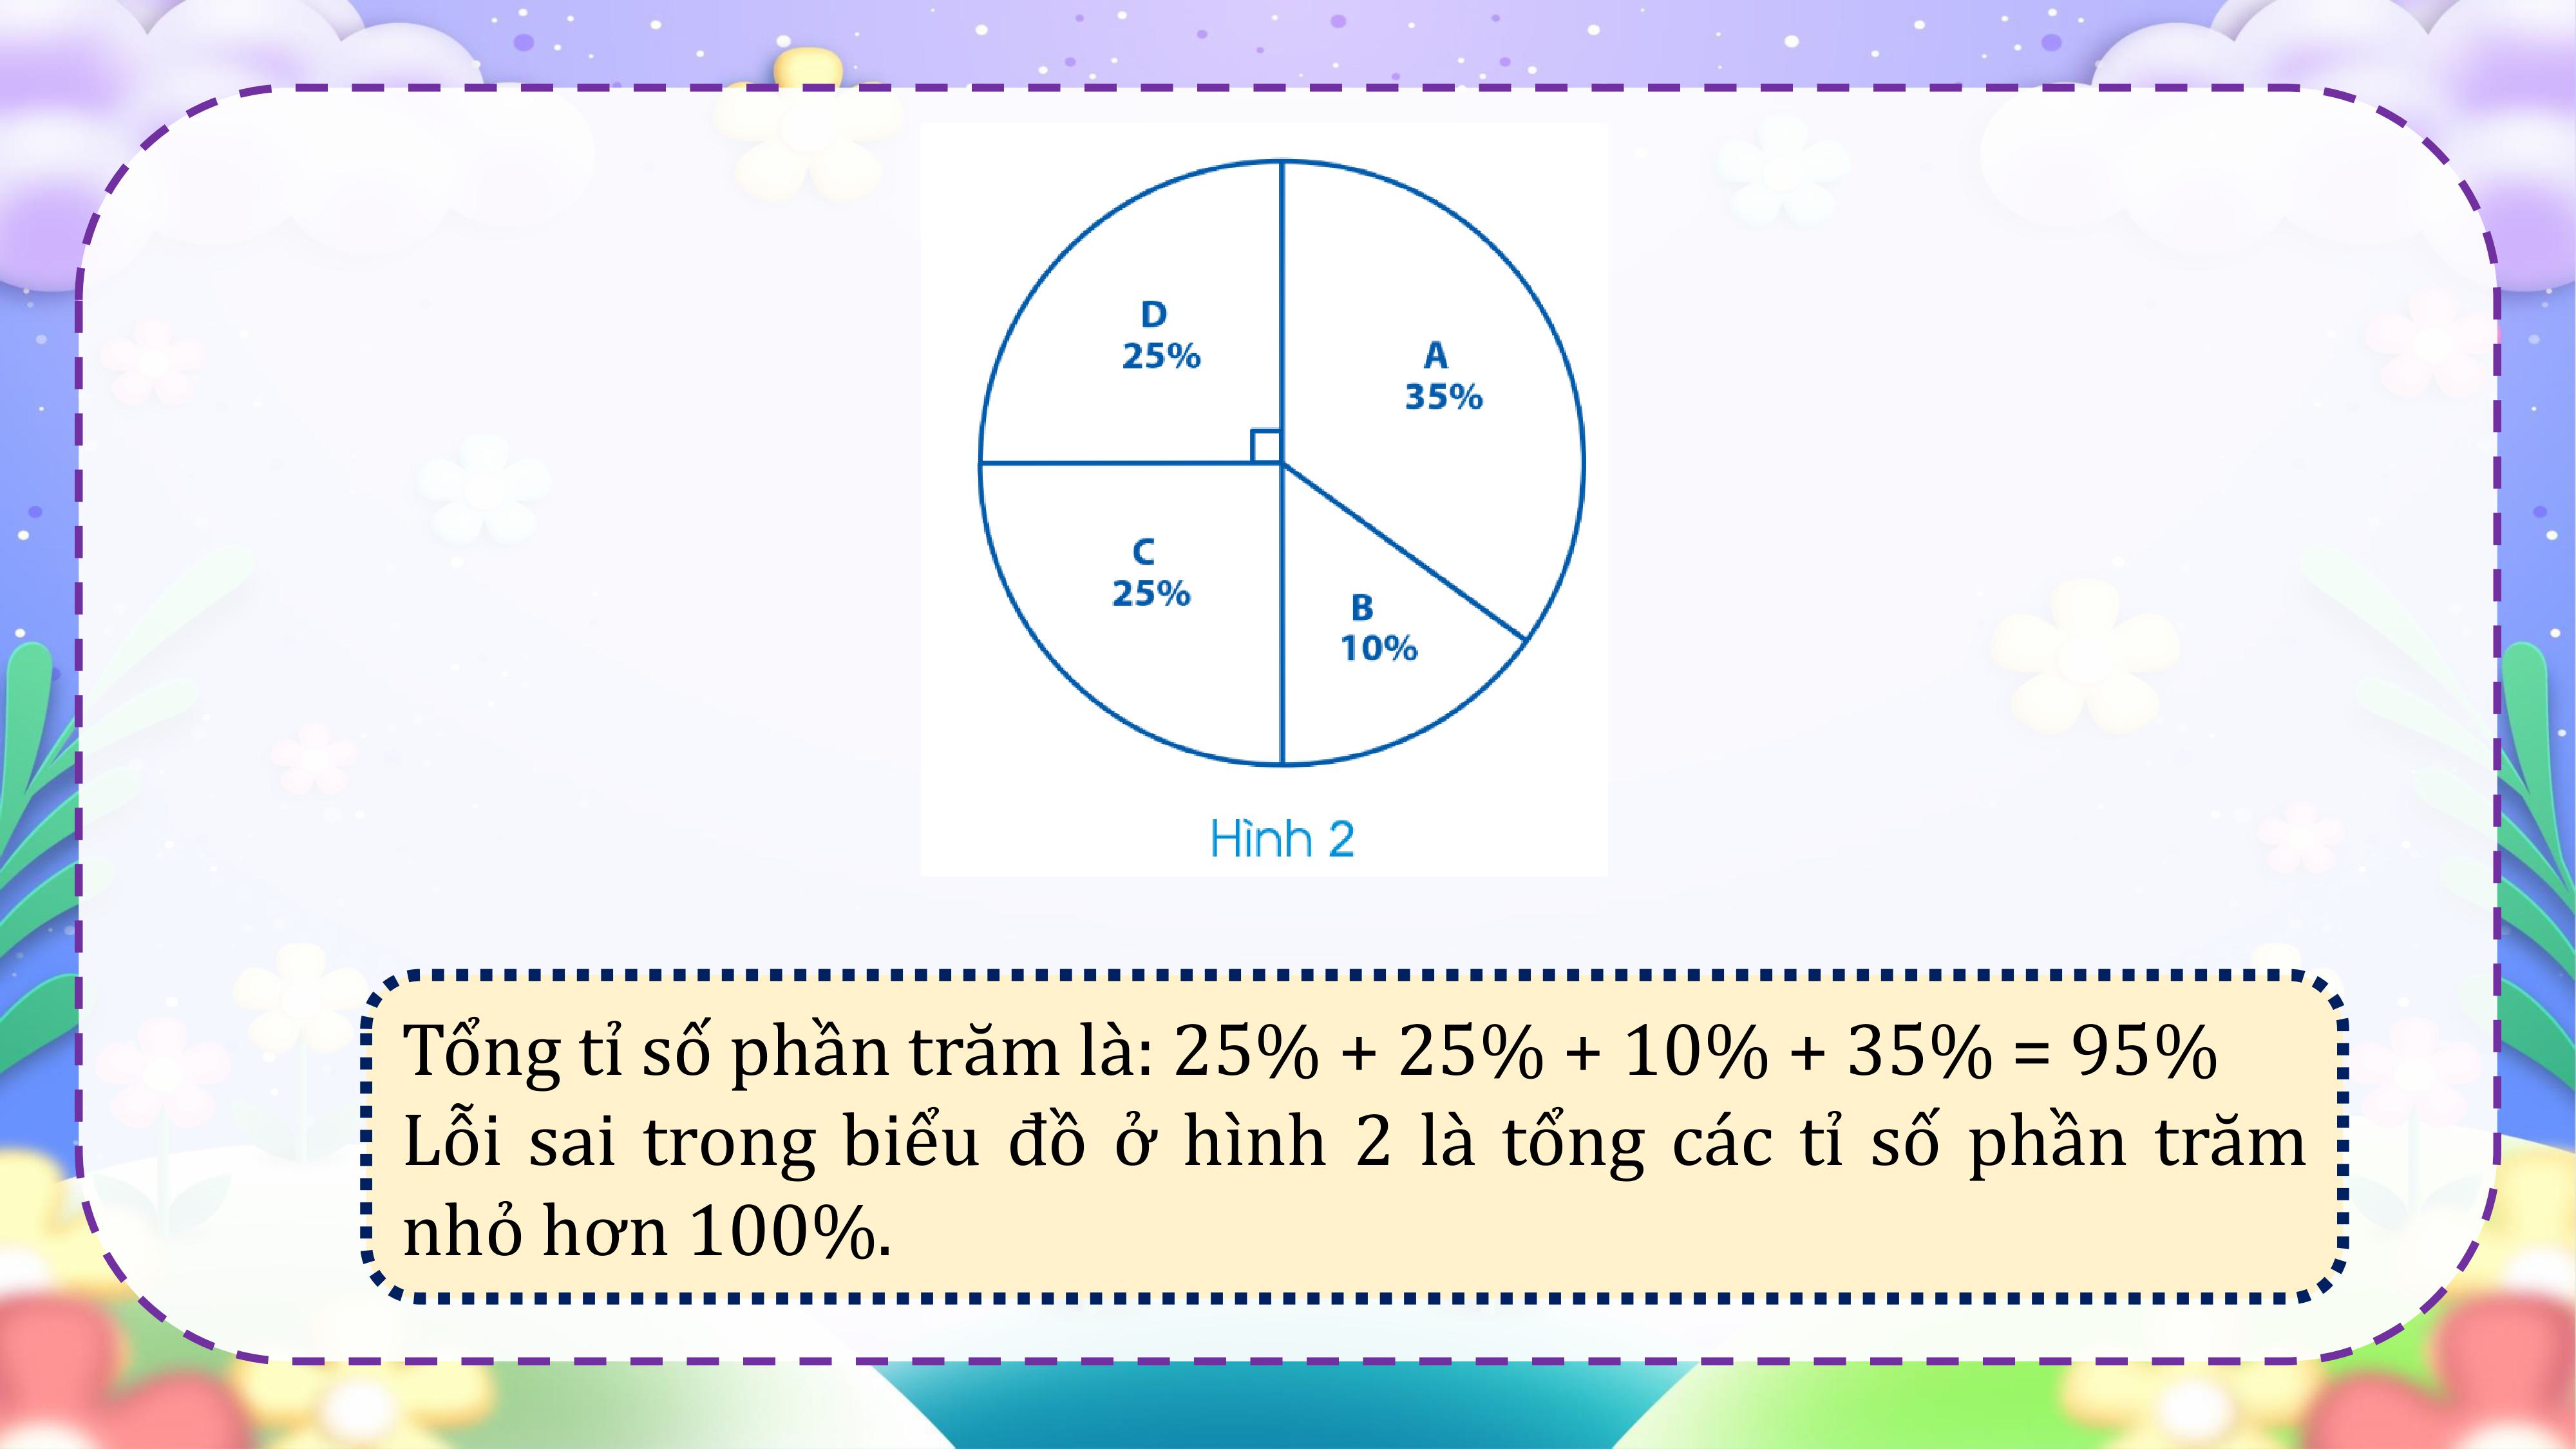 D
25%
A
35%
C
25%
B
10%
Hình 2
Tổng tỉ số phần trăm là: 25% + 25% + 10% + 35% = 95%
Lỗi sai trong biểu đồ ở hình 2 là tổng các tỉ số phần trăm
nhỏ hơn 100%.